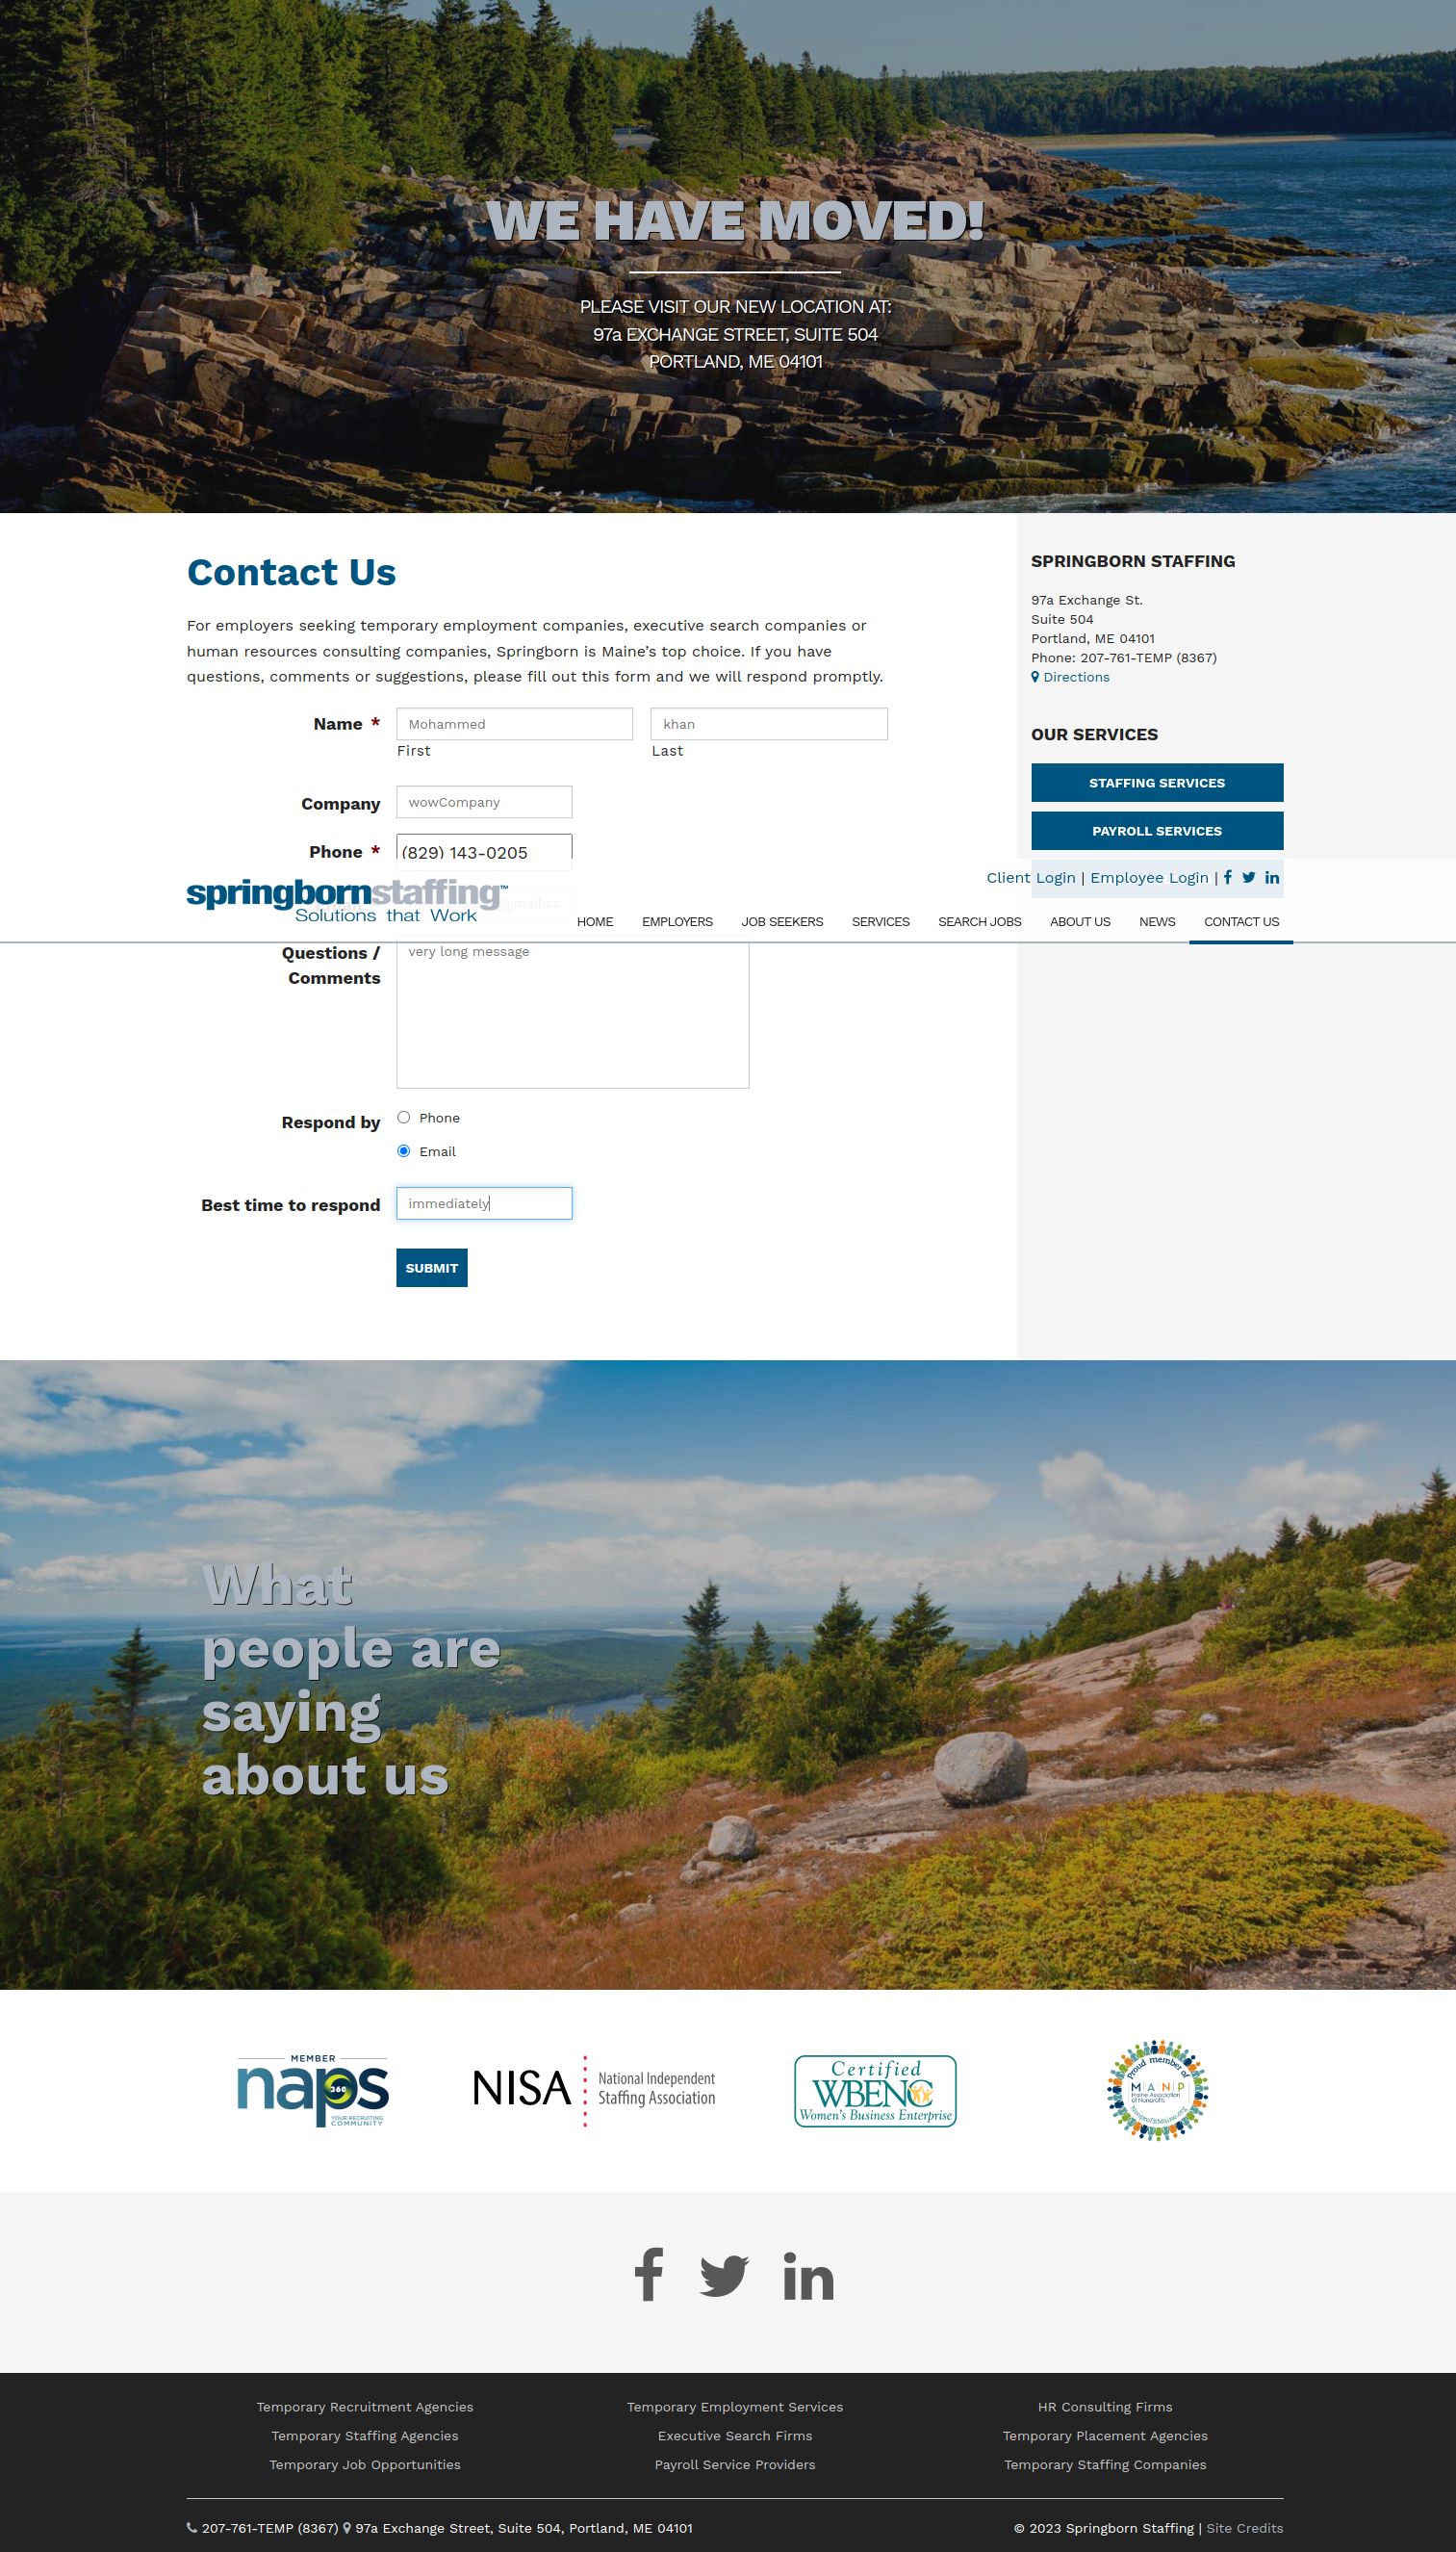 WE HAVE MOVED!
PLEASE VISIT OUR NEW LOCATION AT:
97a EXCHANGE STREET, SUITE 504
PORTLAND, ME 04101
Contact Us
For employers seeking temporary employment companies, executive search companies or
human resources consulting companies, Springborn is Maine’s top choice. If you have
questions, comments or suggestions, please fill out this form and we will respond promptly.
Name *
Mohammed khan
First Last
Company wowCompany
Phone * (829) 143-0205
SPRINGBORN STAFFING
97a Exchange St.
Suite 504
Portland, ME 04101
Phone: 207-761-TEMP (8367)
Directions
OUR SERVICES
STAFFING SERVICES
PAYROLL SERVICES
Client Login | Employee Login |
springbornstaffing™
Solutions that Work
HOME EMPLOYERS JOB SEEKERS SERVICES SEARCH JOBS ABOUT US NEWS CONTACT US
Questions /
Comments
very long message
Respond by
Phone
Email
Best time to respond immediately
SUBMIT
What
people are
saying
about us
MEMBER
naps
360
YOUR RECRUITING
COMMUNITY
NISA
National Independent
Staffing Association
Certified
WBENC
Women's Business Enterprise
Proud member of
MANP
Maine Association
of Nonprofits
NonprofitMaine.org
Temporary Recruitment Agencies Temporary Employment Services HR Consulting Firms
Temporary Staffing Agencies Executive Search Firms Temporary Placement Agencies
Temporary Job Opportunities Payroll Service Providers Temporary Staffing Companies
207-761-TEMP (8367) 97a Exchange Street, Suite 504, Portland, ME 04101
© 2023 Springborn Staffing | Site Credits